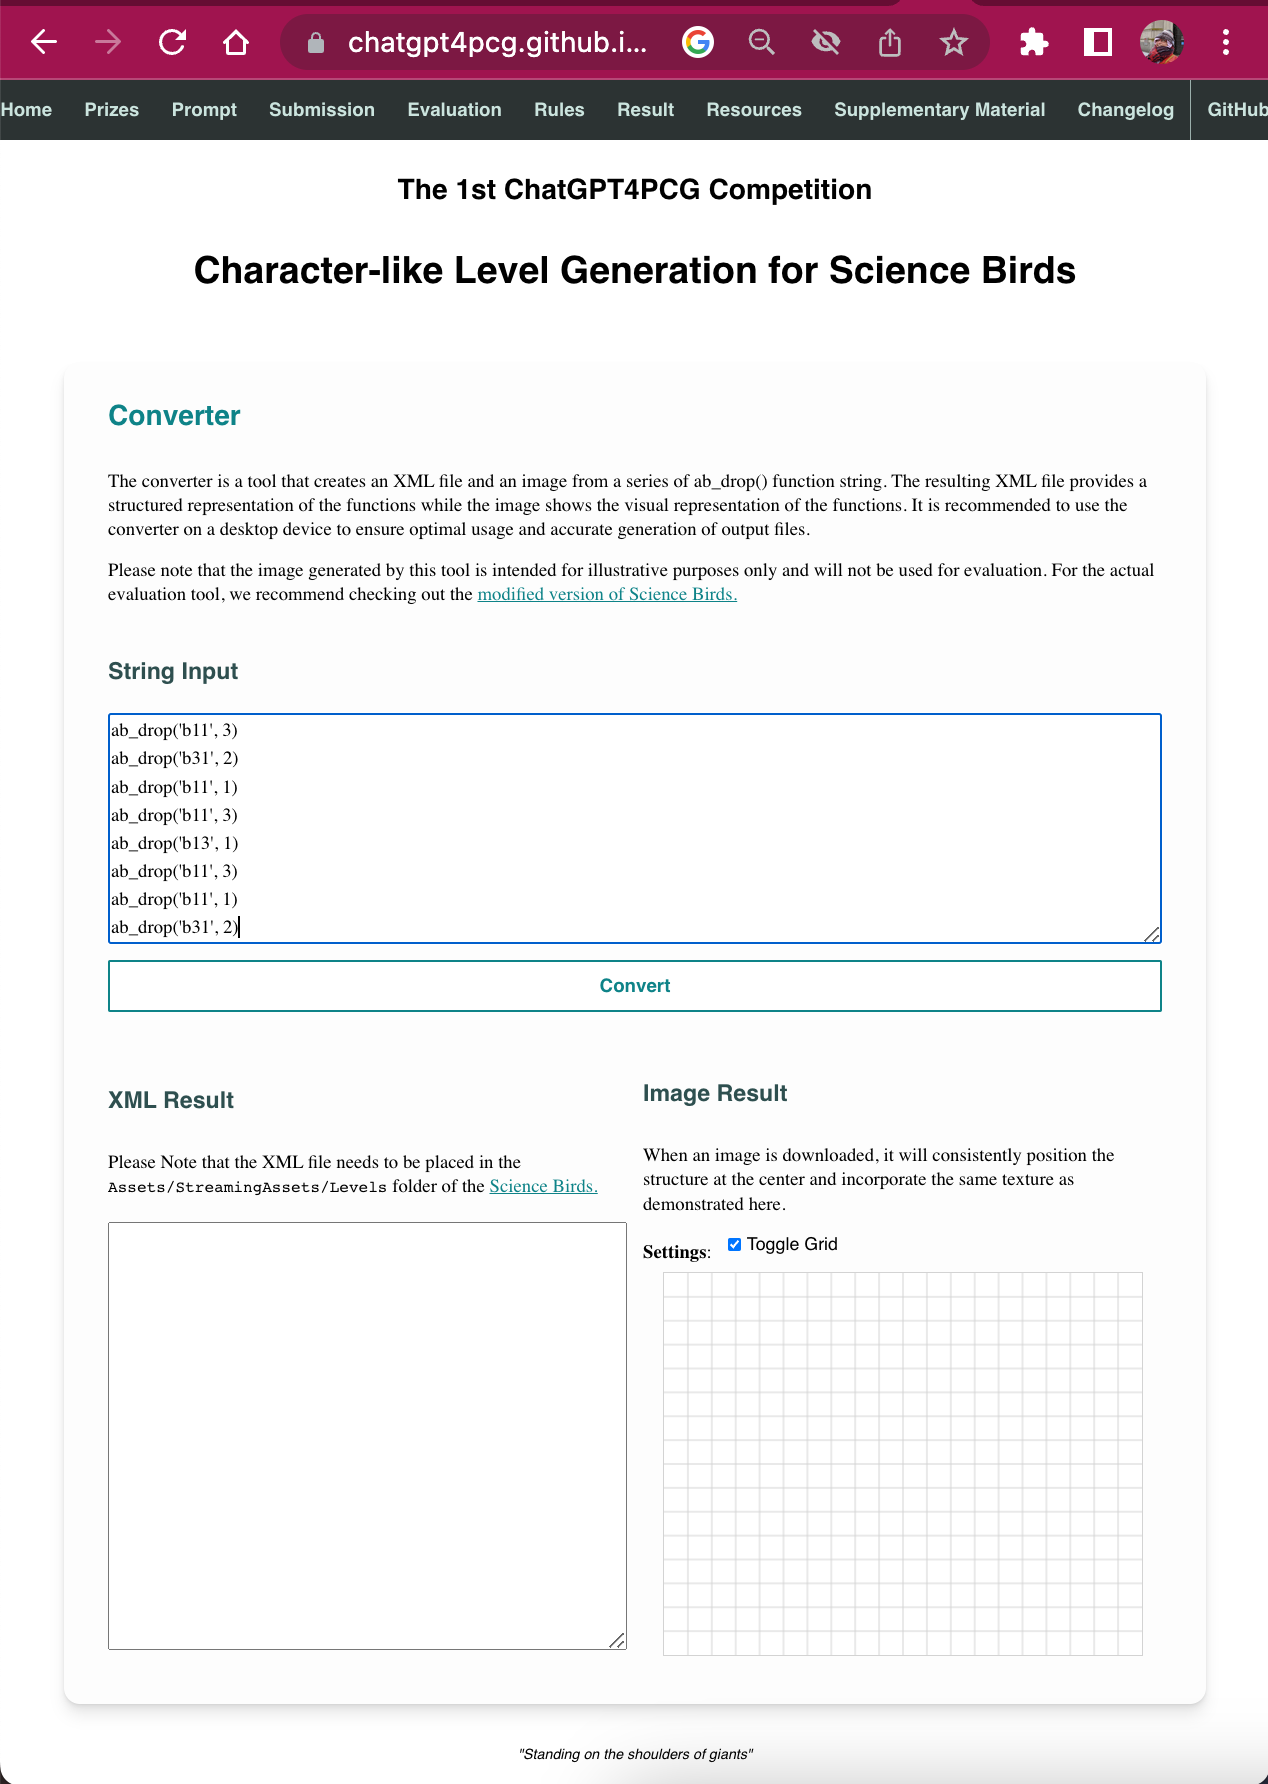 chatgpt4pcg.github.i...
Home Prizes Prompt Submission Evaluation Rules Result Resources Supplementary Material Changelog GitHub
The 1st ChatGPT4PCG Competition
Character-like Level Generation for Science Birds
Converter
The converter is a tool that creates an XML file and an image from a series of ab_drop() function string. The resulting XML file provides a
structured representation of the functions while the image shows the visual representation of the functions. It is recommended to use the
converter on a desktop device to ensure optimal usage and accurate generation of output files.
Please note that the image generated by this tool is intended for illustrative purposes only and will not be used for evaluation. For the actual
evaluation tool, we recommend checking out the modified version of Science Birds.
String Input
ab_drop('b11', 3)
ab_drop('b31', 2)
ab_drop('b11', 1)
ab_drop('b11', 3)
ab_drop('b13', 1)
ab_drop('b11', 3)
ab_drop('b11', 1)
ab_drop('b31', 2)
Convert
XML Result
Please Note that the XML file needs to be placed in the
Assets/StreamingAssets/Levels folder of the Science Birds.
Image Result
When an image is downloaded, it will consistently position the
structure at the center and incorporate the same texture as
demonstrated here.
Settings: Toggle Grid
"Standing on the shoulders of giants"